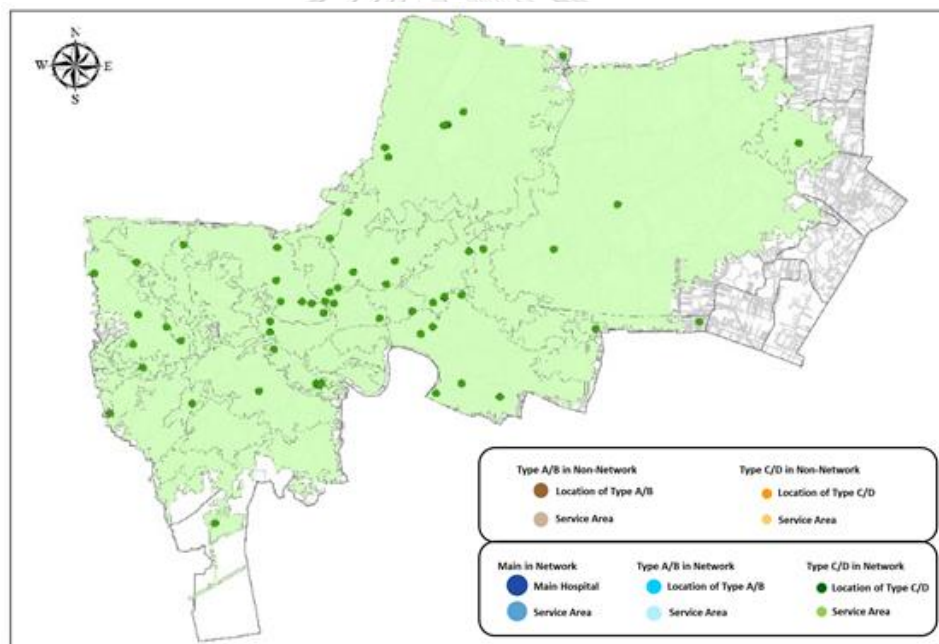 N
W E
S
Type A/B in Non-Network Type C/D in Non-Network
Location of Type A/B Location of Type C/D
Service Area Service Area
Main in Network Type A/B in Network Type C/D in Network
Main Hospital Location of Type A/B Location of Type C/D
Service Area Service Area Service Area